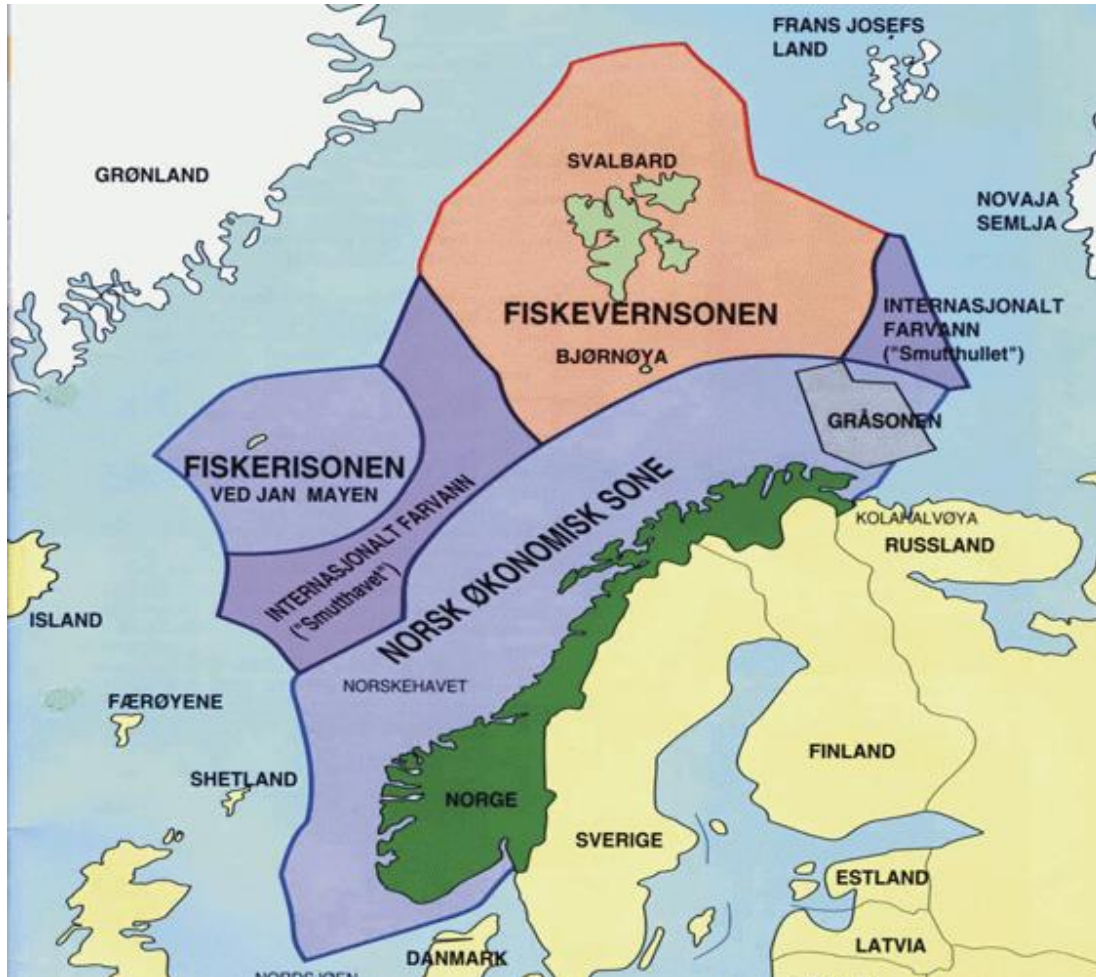 FRANS JOSEFS
LAND
GRØNLAND
SVALBARD
NOVAJA
SEMLJA
FISKEVERNSONEN
INTERNASJONALT
FARVANN
("Smutthullet")
BJØRNØYA
GRÅSONEN
FISKERISONEN
VED JAN MAYEN
INTERNASJONALT FARVANN
("Smutthavet")
NORSK ØKONOMISK SONE
KOLAHALVØYA
RUSSLAND
ISLAND
NORSKEHAVET
FÆRØYENE
FINLAND
SHETLAND
NORGE
SVERIGE
ESTLAND
LATVIA
DANMARK
NORDSJØEN